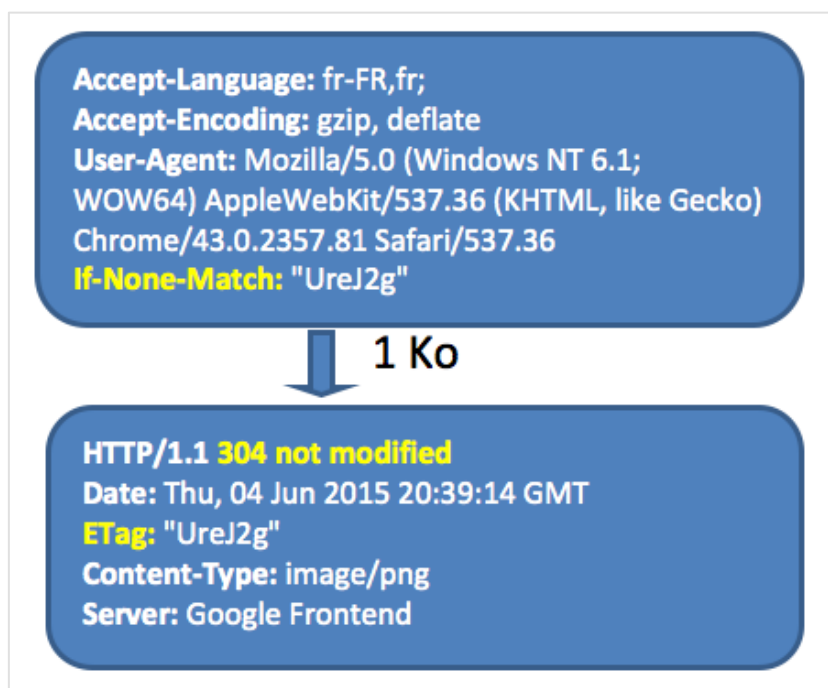 Accept-Language: fr-FR,fr;
Accept-Encoding: gzip, deflate
User-Agent: Mozilla/5.0 (Windows NT 6.1;
WOW64) AppleWebKit/537.36 (KHTML, like Gecko)
Chrome/43.0.2357.81 Safari/537.36
If-None-Match: "UreJ2g"
1 Ko
HTTP/1.1 304 not modified
Date: Thu, 04 Jun 2015 20:39:14 GMT
ETag: "UreJ2g"
Content-Type: image/png
Server: Google Frontend